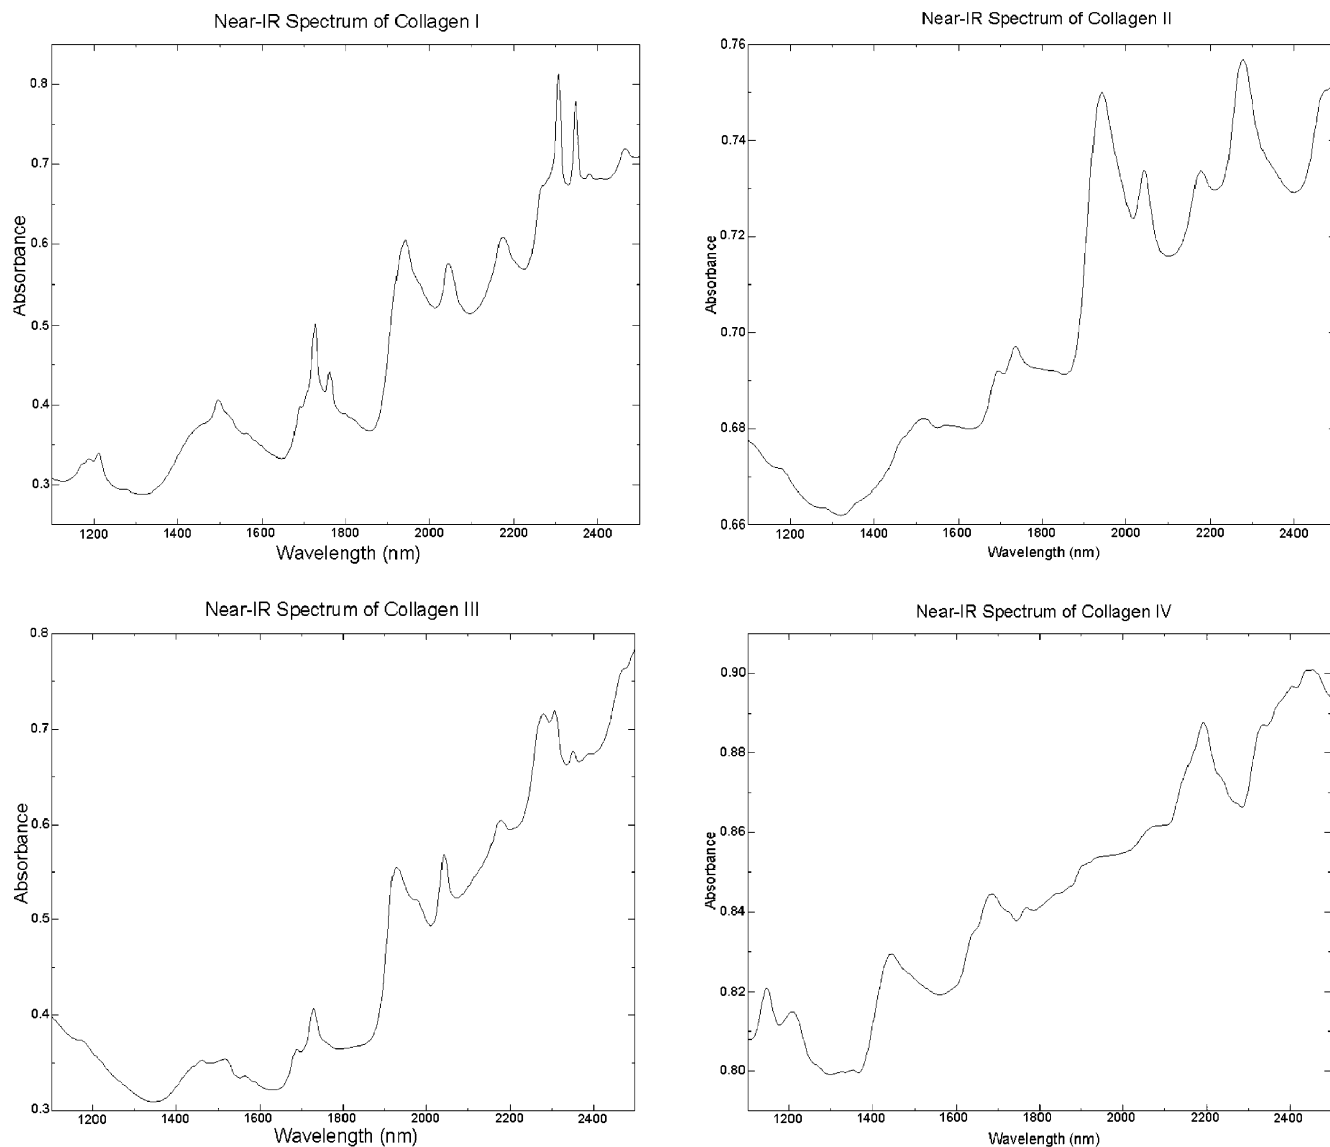 Near-IR Spectrum of Collagen I
0.8
0.7
0.6
0.5
0.4
0.3
Absorbance
1200 1400 1600 1800 2000 2200 2400
Wavelength (nm)
Near-IR Spectrum of Collagen II
0.76
0.74
0.72
0.70
0.68
0.66
Absorbance
1200 1400 1600 1800 2000 2200 2400
Wavelength (nm)
Near-IR Spectrum of Collagen III
0.8
0.7
0.6
0.5
0.4
0.3
Absorbance
1200 1400 1600 1800 2000 2200 2400
Wavelength (nm)
Near-IR Spectrum of Collagen IV
0.90
0.88
0.86
0.84
0.82
0.80
Absorbance
1200 1400 1600 1800 2000 2200 2400
Wavelength (nm)